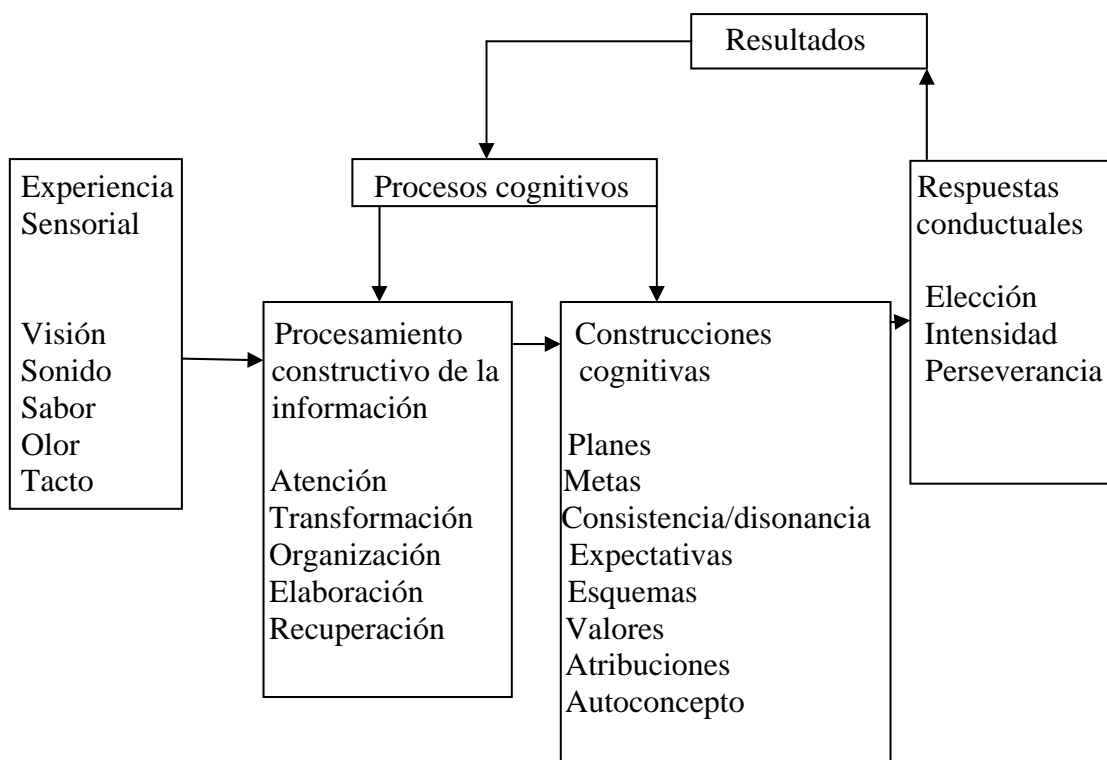 Resultados
Procesos cognitivos
Experiencia
Sensorial
Visión
Sonido
Sabor
Olor
Tacto
Procesamiento
constructivo de la
información
Atención
Transformación
Organización
Elaboración
Recuperación
Construcciones
cognitivas
Planes
Metas
Consistencia/disonancia
Expectativas
Esquemas
Valores
Atribuciones
Autoconcepto
Respuestas
conductuales
Elección
Intensidad
Perseverancia